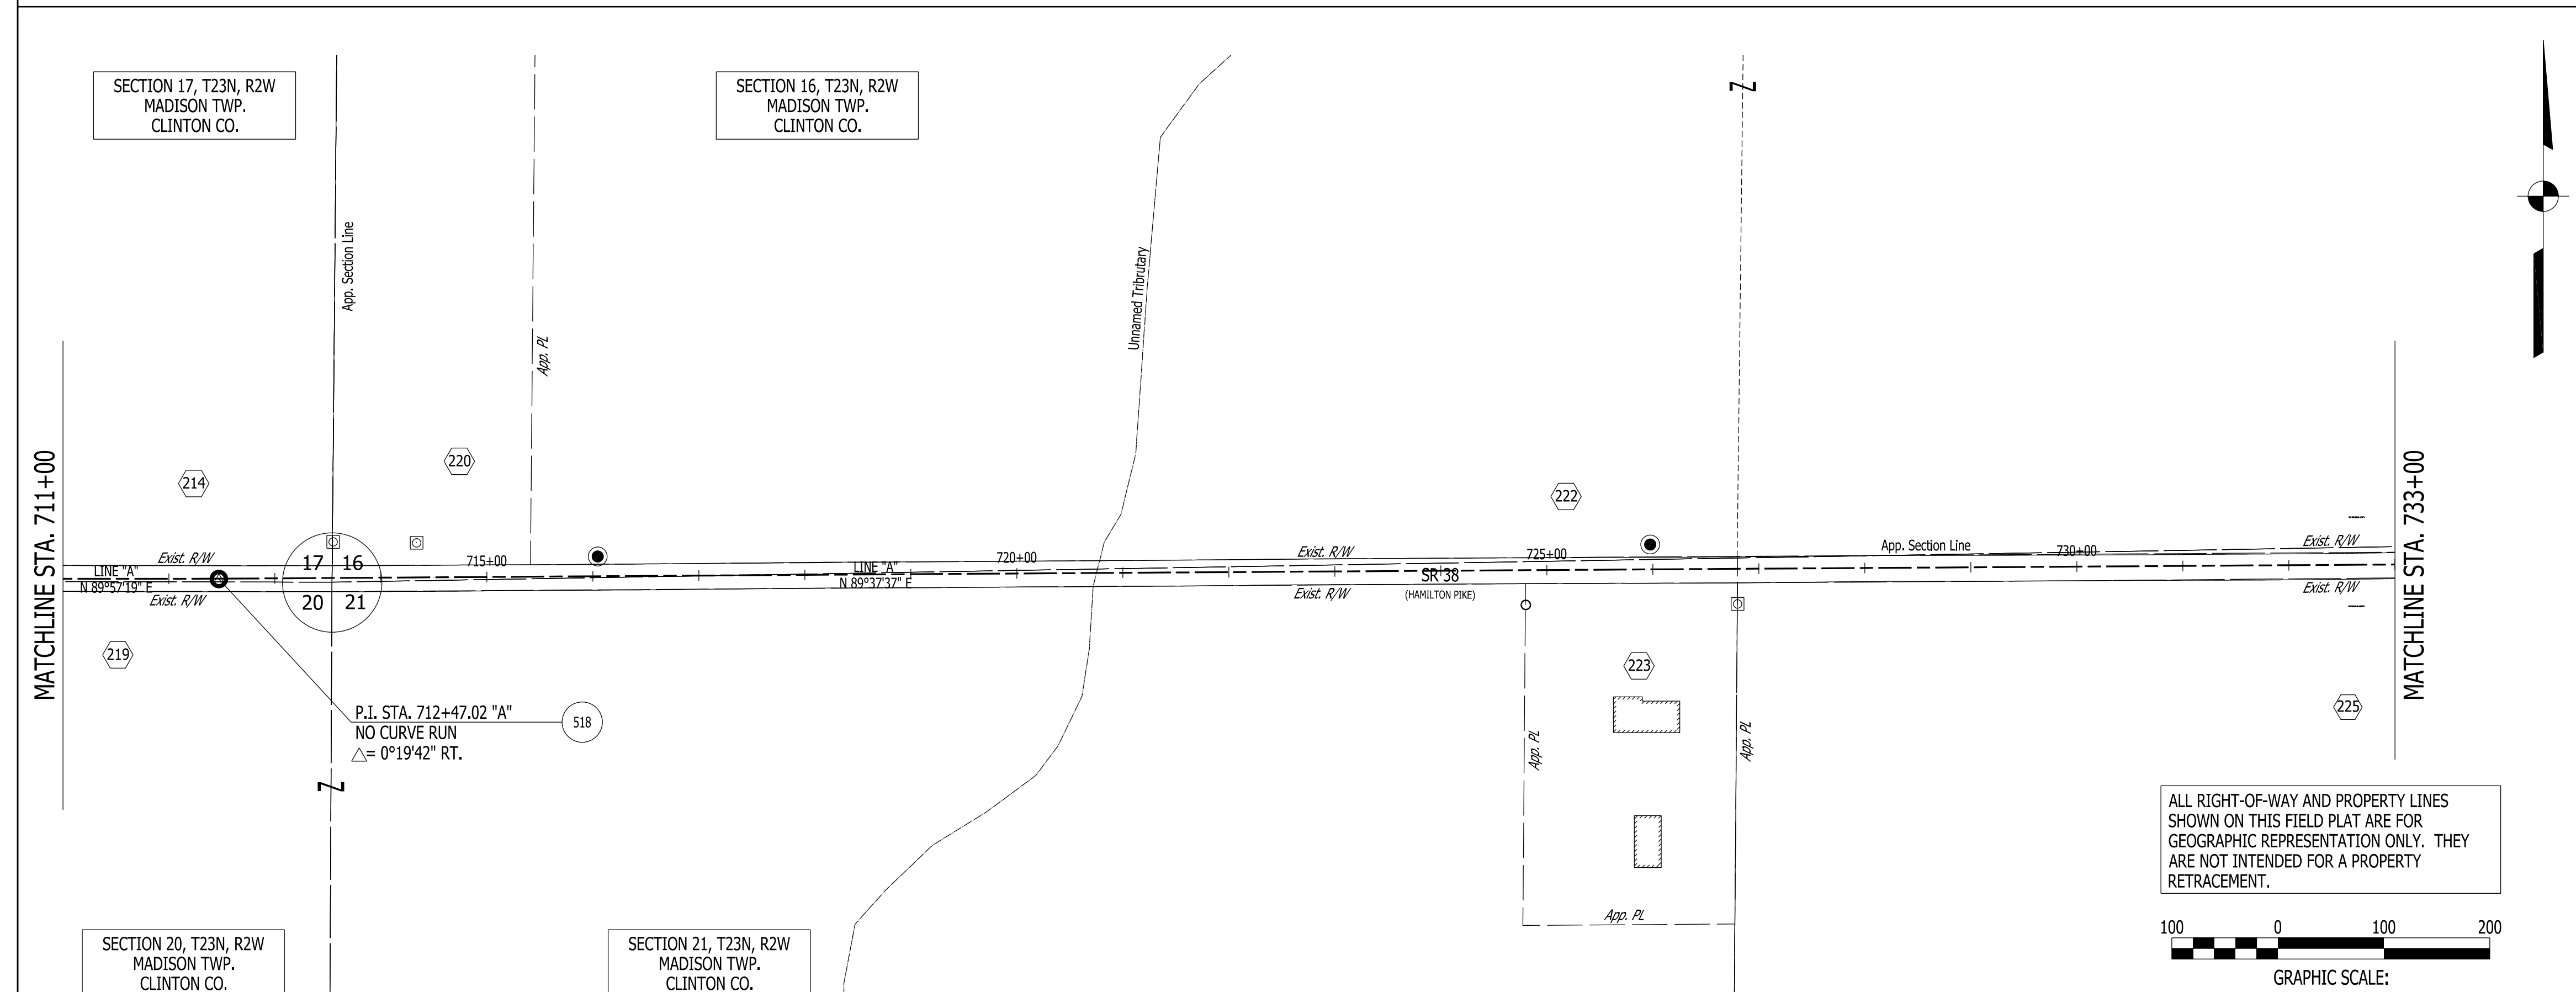 SECTION 17, T23N, R2W
MADISON TWP.
CLINTON CO.
SECTION 16, T23N, R2W
MADISON TWP.
CLINTON CO.
App. Section Line
App. PL
Unnamed Tributary
MATCHLINE STA. 711+00
214
220
222
Exist. R/W
17
16
715+00
720+00
Exist. R/W
725+00
App. Section Line
730+00
Exist. R/W
MATCHLINE STA. 733+00
LINE "A"
N 89°57'19" E
LINE "A"
N 89°37'37" E
SR 38
(HAMILTON PIKE)
Exist. R/W
20
21
Exist. R/W
Exist. R/W
219
223
225
P.I. STA. 712+47.02 "A"
NO CURVE RUN
△= 0°19'42" RT.
518
App. PL
App. PL
App. PL
ALL RIGHT-OF-WAY AND PROPERTY LINES
SHOWN ON THIS FIELD PLAT ARE FOR
GEOGRAPHIC REPRESENTATION ONLY. THEY
ARE NOT INTENDED FOR A PROPERTY
RETRACEMENT.
SECTION 20, T23N, R2W
MADISON TWP.
CLINTON CO.
SECTION 21, T23N, R2W
MADISON TWP.
CLINTON CO.
100 0 100 200
GRAPHIC SCALE: